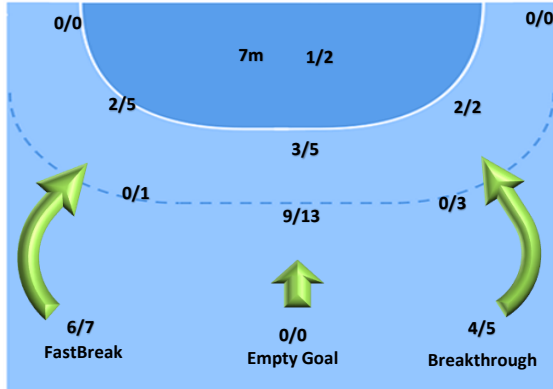 0/0
0/0
7m 1/2
2/5
2/2
3/5
0/1
0/3
9/13
6/7
0/0
4/5
FastBreak
Empty Goal
Breakthrough